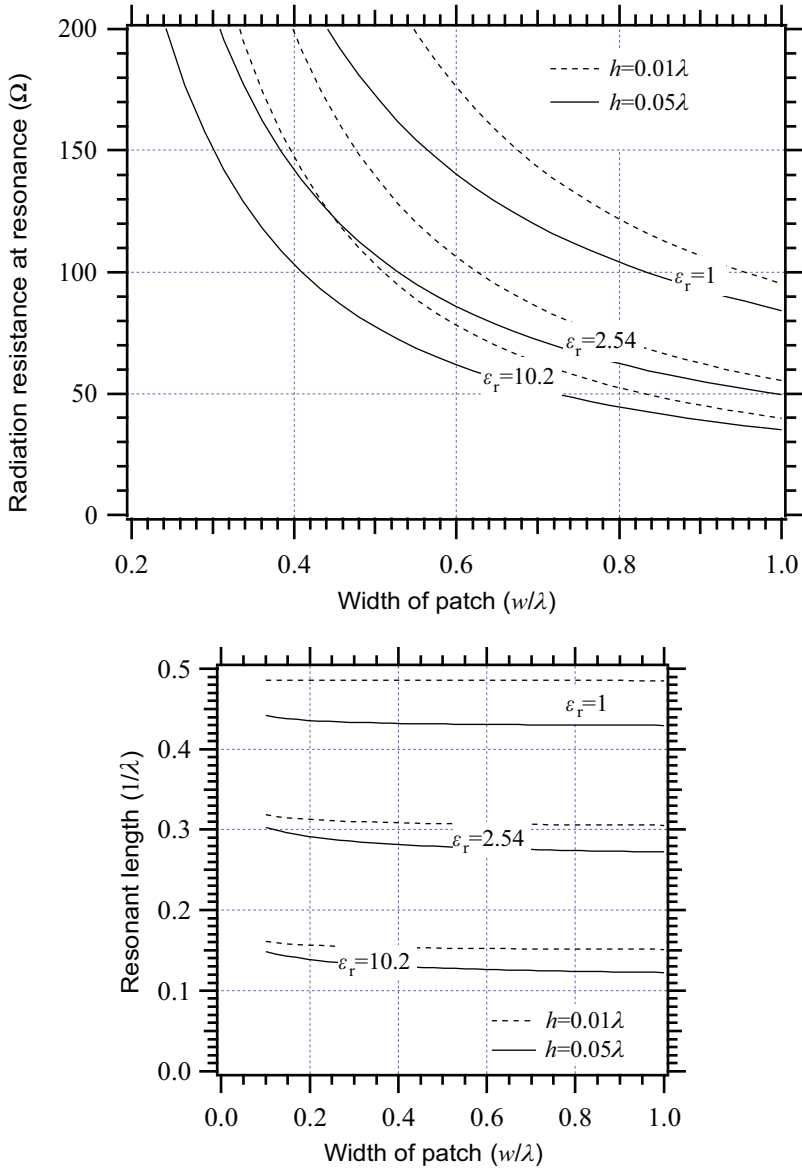 Radiation resistance at resonance (Ω)
200
150
100
50
0
h=0.01λ
h=0.05λ
εr=1
εr=2.54
εr=10.2
0.2 0.4 0.6 0.8 1.0
Width of patch (w/λ)
Resonant length (1/λ)
0.5
0.4
0.3
0.2
0.1
0.0
εr=1
εr=2.54
εr=10.2
h=0.01λ
h=0.05λ
0.0 0.2 0.4 0.6 0.8 1.0
Width of patch (w/λ)